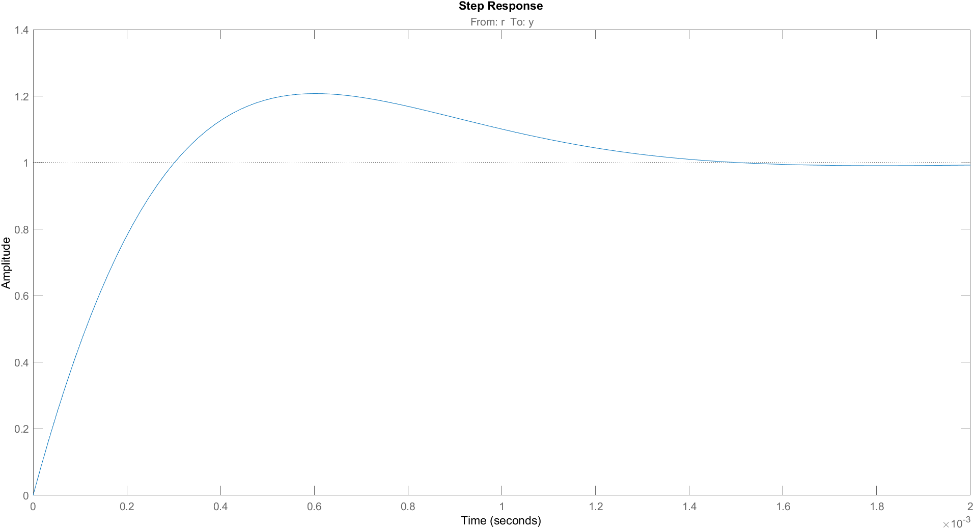 Step Response
From: r To: y
1.4
1.2
1
0.8
0.6
0.4
0.2
0
Amplitude
0 0.2 0.4 0.6 0.8 1 1.2 1.4 1.6 1.8 2
Time (seconds)
×10⁻³